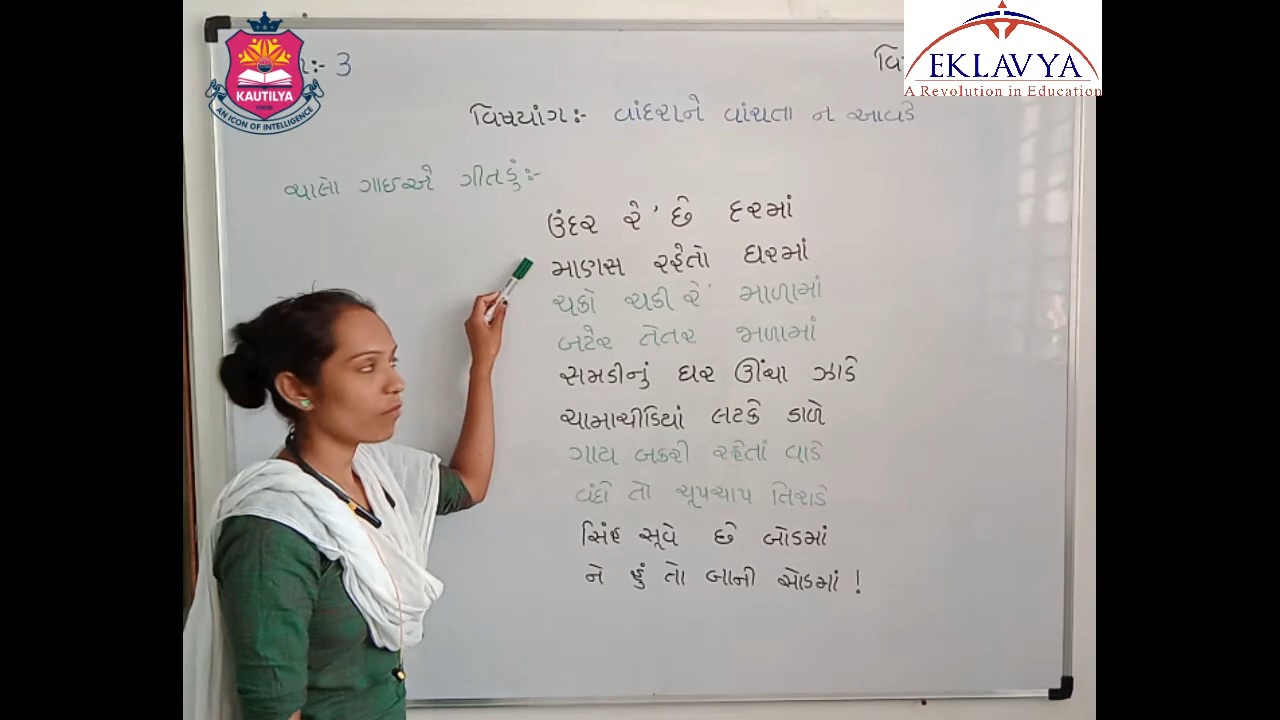 KAUTILYA
AN ICON OF INTELLIGENCE
EKLAVYA
A Revolution in Education
:- 3
વિ
વિષયાંગ:- વાંદરાને વાંચતા ન આવડે
ચાલો ગાઈએ ગીતડું:-
ઉંદર રે' છે દરમાં
માણસ રહેતો ઘરમાં
ચકો ચકી રે' માળામાં
બટેર તેતર જાળામાં
સમડીનું ઘર ઊંચા ઝાડે
ચામાચીડિયાં લટકે ડાળે
ગાય બકરી રહેતાં વાડે
વંદો તો ચૂપચાપ તિરાડે
સિંહ સૂવે છે બોડમાં
ને હું તો બાની સોડમાં !